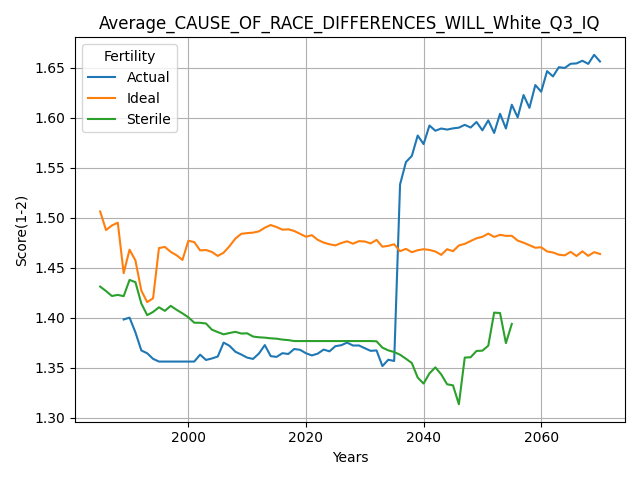 Average_CAUSE_OF_RACE_DIFFERENCES_WILL_White_Q3_IQ
Fertility
Actual
Ideal
Sterile
Score(1-2)
1.65
1.60
1.55
1.50
1.45
1.40
1.35
1.30
2000
2020
2040
2060
Years